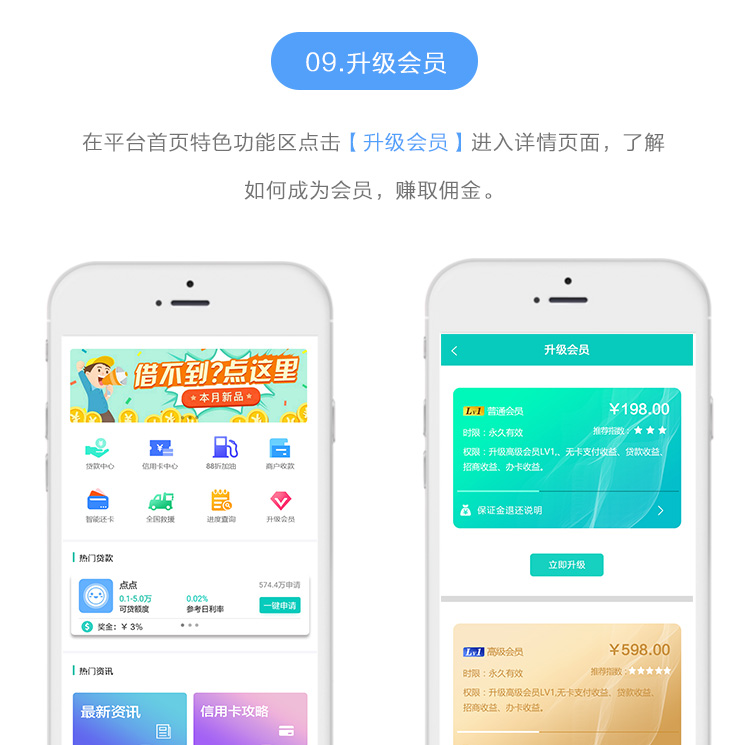 09.升级会员
在平台首页特色功能区点击【升级会员】进入详情页面，了解
如何成为会员，赚取佣金。
借不到?点这里
★本月新品★
贷款中心
信用卡中心
88折加油
商户收款
智能还卡
全国救援
进度查询
升级会员
热门贷款
点点
574.4万申请
0.1-5.0万
0.02%
可贷额度
参考日利率
一键申请
$ 奖金：￥ 3%
热门资讯
最新资讯
信用卡攻略
升级会员
Lv1 普通会员
￥198.00
时限：永久有效
推荐指数：★ ★ ★
权限：升级高级会员LV1,、无卡支付收益、贷款收益、
招商收益、办卡收益。
保证金退还说明
立即升级
Lv1 高级会员
￥598.00
时限：永久有效
推荐指数：★★★★★
权限：升级高级会员LV1,无卡支付收益、贷款收益、
招商收益、办卡收益。